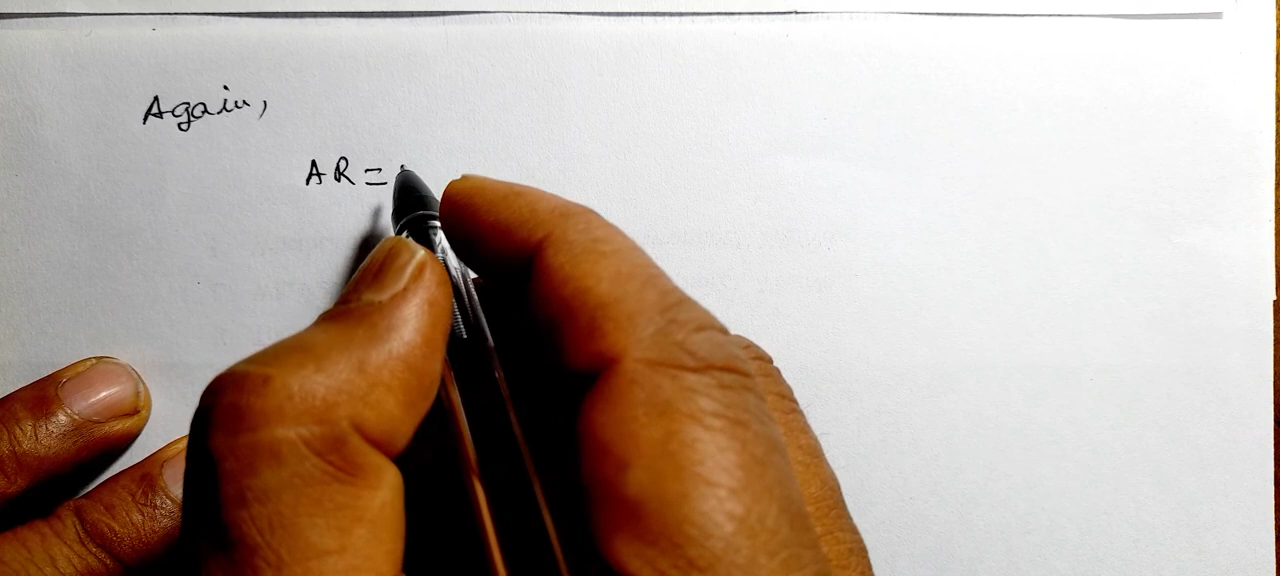 Again,
AR =